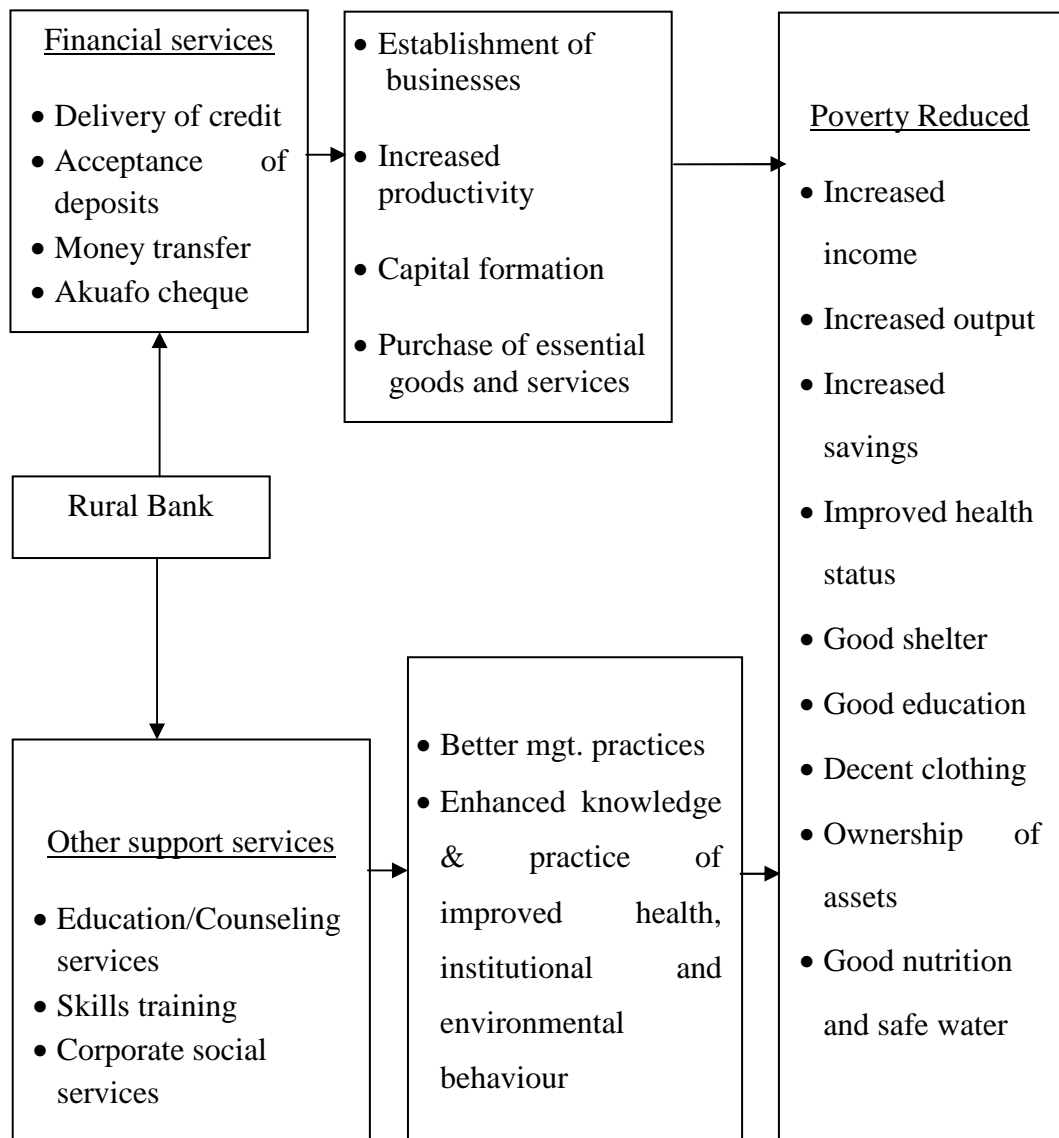 Financial services
• Delivery of credit
• Acceptance of
deposits
• Money transfer
• Akuafo cheque
• Establishment of
businesses
• Increased
productivity
• Capital formation
• Purchase of essential
goods and services
Rural Bank
Other support services
• Education/Counseling
services
• Skills training
• Corporate social
services
• Better mgt. practices
• Enhanced knowledge
& practice of
improved health,
institutional and
environmental
behaviour
Poverty Reduced
• Increased
income
• Increased output
• Increased
savings
• Improved health
status
• Good shelter
• Good education
• Decent clothing
• Ownership of
assets
• Good nutrition
and safe water